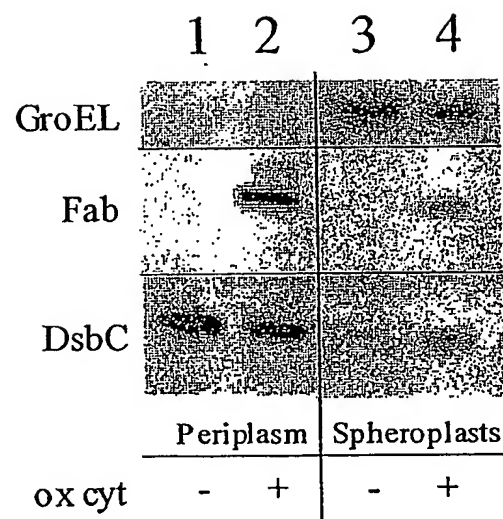 1 2 3 4
GroEL
Fab
DsbC
Periplasm Spheroplasts
ox cyt - + - +